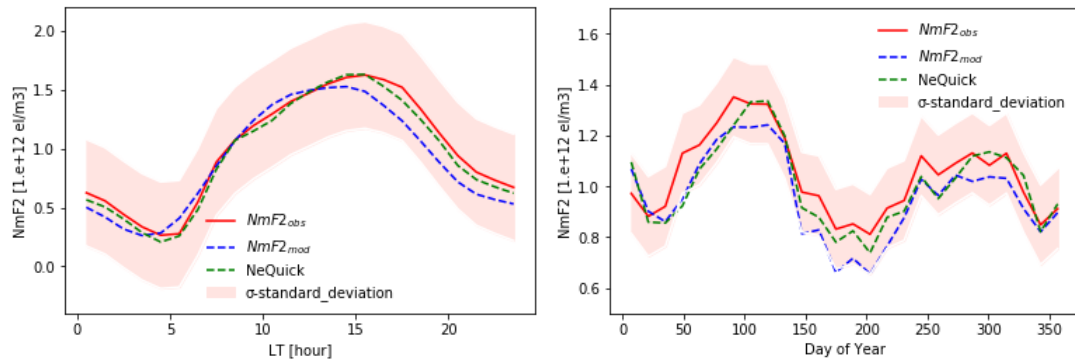 2.0
1.5
1.0
0.5
0.0
NmF2 [1.e+12 el/m3]
NmF2obs
NmF2mod
NeQuick
σ-standard_deviation
0 5 10 15 20
LT [hour]
1.6
1.4
1.2
1.0
0.8
0.6
NmF2 [1.e+12 el/m3]
NmF2obs
NmF2mod
NeQuick
σ-standard_deviation
0 50 100 150 200 250 300 350
Day of Year